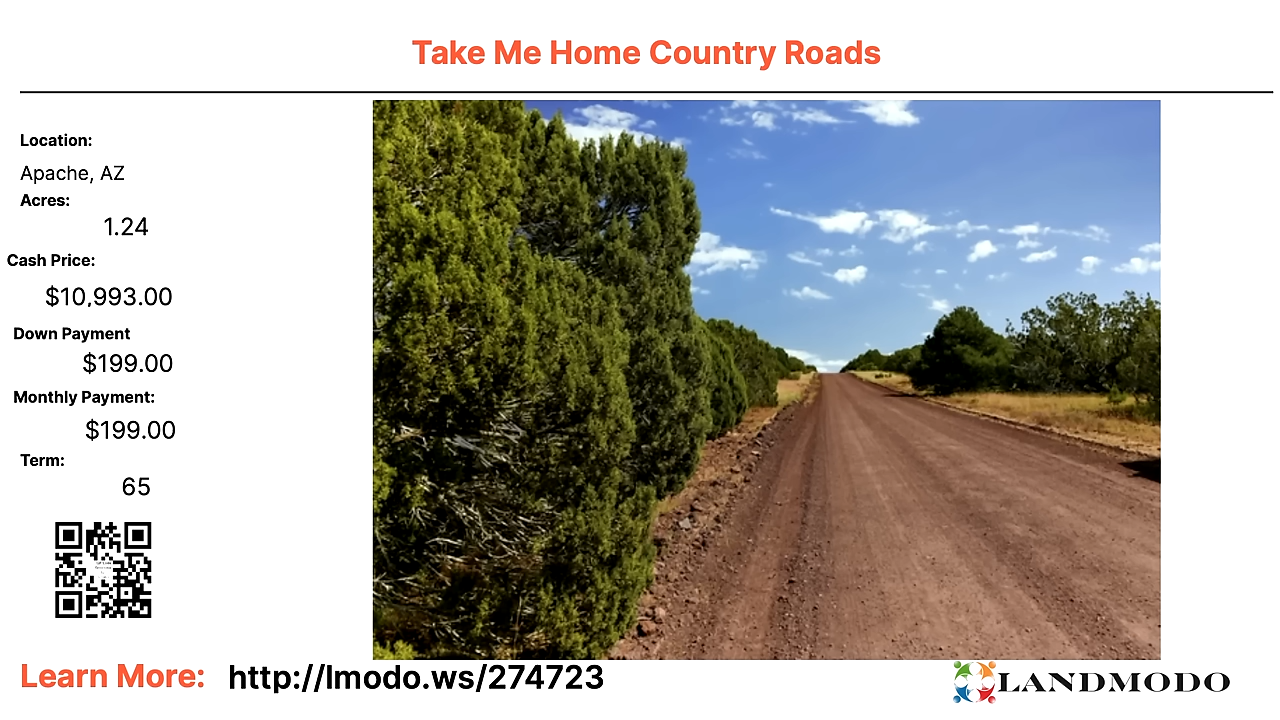 Take Me Home Country Roads
Location:
Apache, AZ
Acres:
1.24
Cash Price:
$10,993.00
Down Payment
$199.00
Monthly Payment:
$199.00
Term:
65
Learn More: http://lmodo.ws/274723
LANDMODO